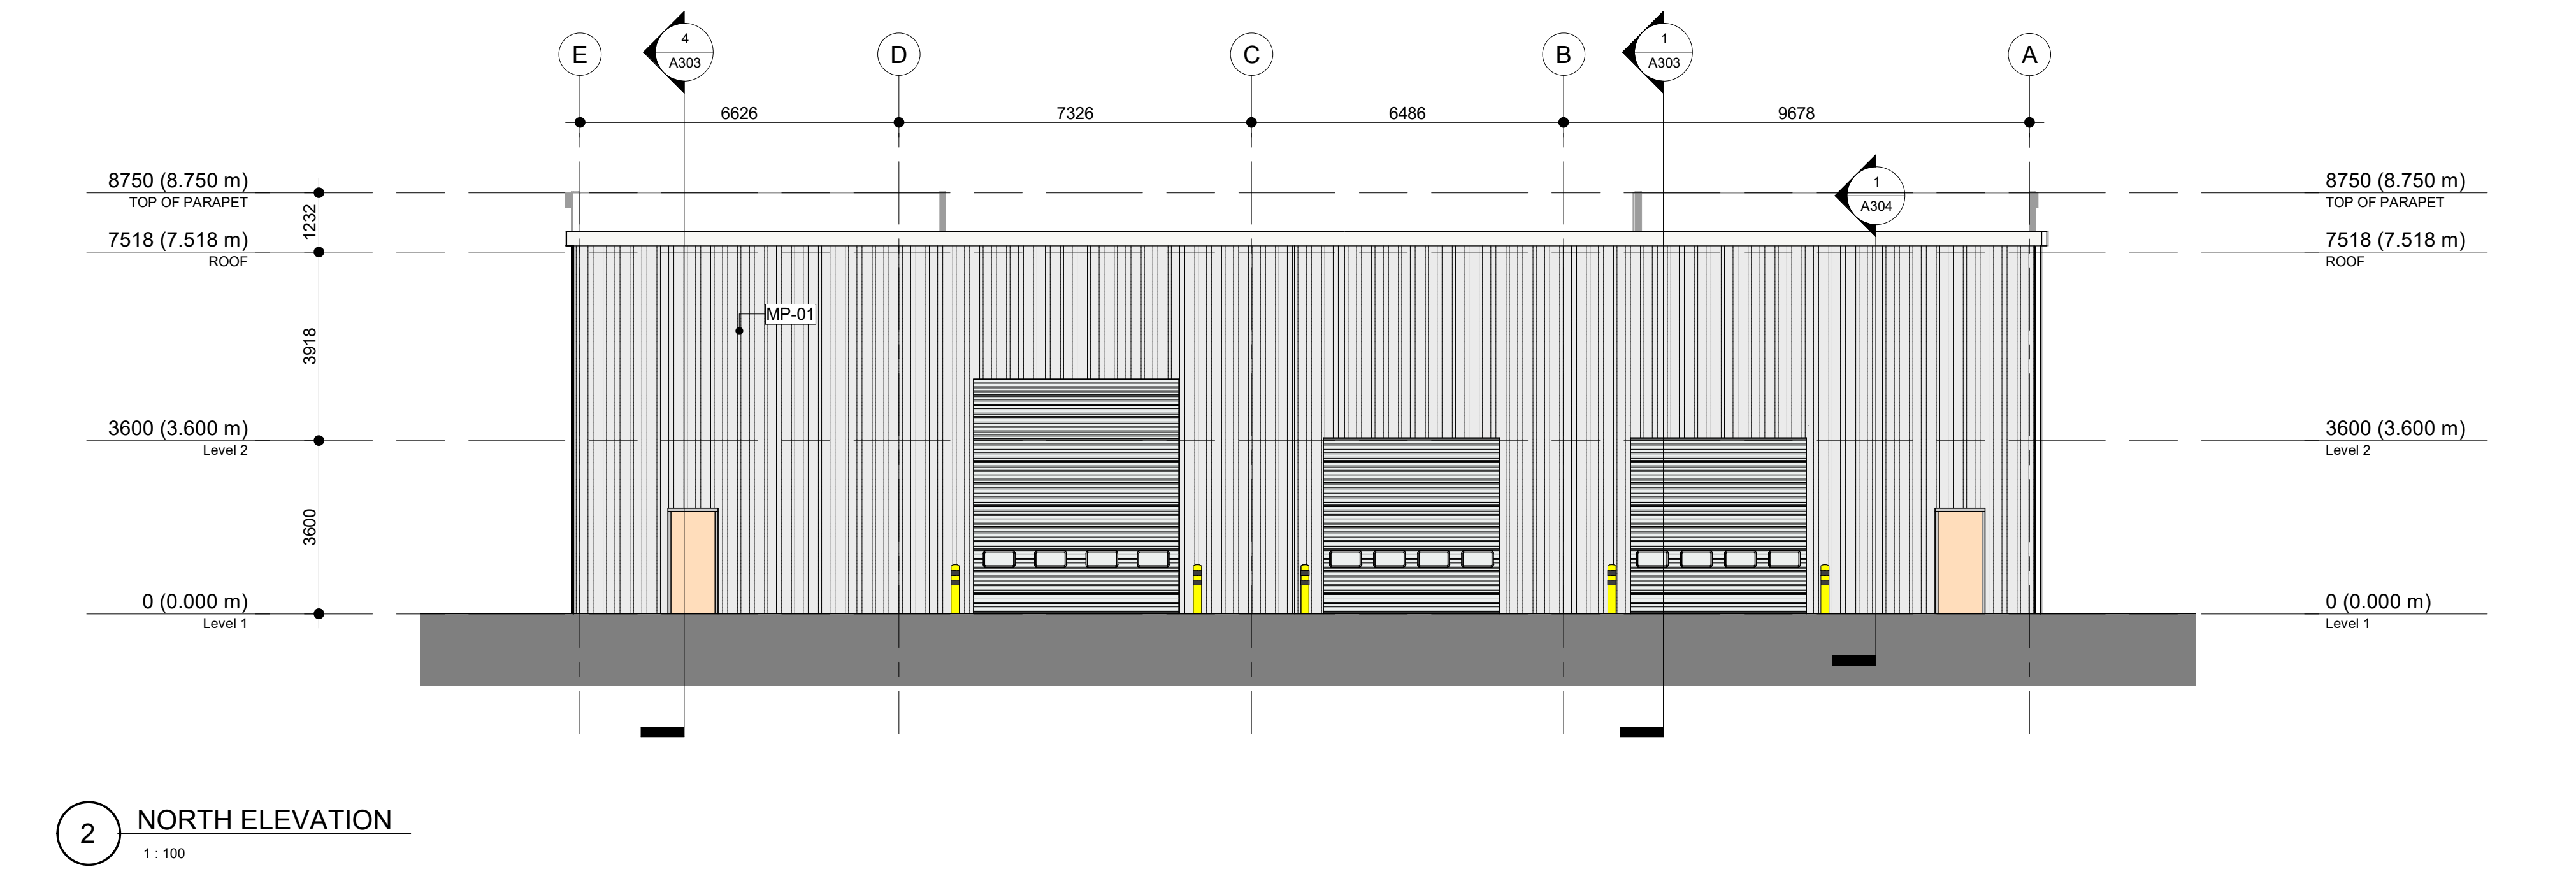 4
A303
1
A303
E
D
C
B
A
6626
7326
6486
9678
1
A304
8750 (8.750 m)
TOP OF PARAPET
8750 (8.750 m)
TOP OF PARAPET
1232
7518 (7.518 m)
ROOF
7518 (7.518 m)
ROOF
MP-01
3918
3600 (3.600 m)
Level 2
3600 (3.600 m)
Level 2
3600
0 (0.000 m)
Level 1
0 (0.000 m)
Level 1
2
NORTH ELEVATION
1 : 100